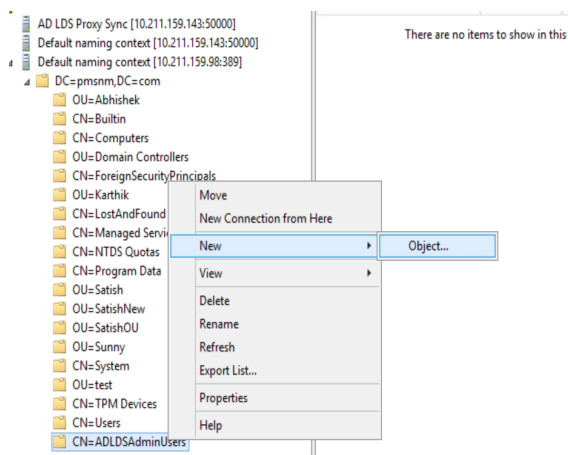 AD LDS Proxy Sync [10.211.159.143:50000]
Default naming context [10.211.159.143:50000]
Default naming context [10.211.159.98:389]
DC=pmsnm,DC=com
OU=Abhishek
CN=Builtin
CN=Computers
OU=Domain Controllers
CN=ForeignSecurityPrincipals
OU=Karthik
CN=LostAndFound
CN=Managed Servi
CN=NTDS Quotas
CN=Program Data
OU=Satish
OU=SatishNew
OU=SatishOU
OU=Sunny
CN=System
OU=test
CN=TPM Devices
CN=Users
CN=ADLDSAdminUsers
Move
New Connection from Here
New
Object...
View
Delete
Rename
Refresh
Export List...
Properties
Help
There are no items to show in this